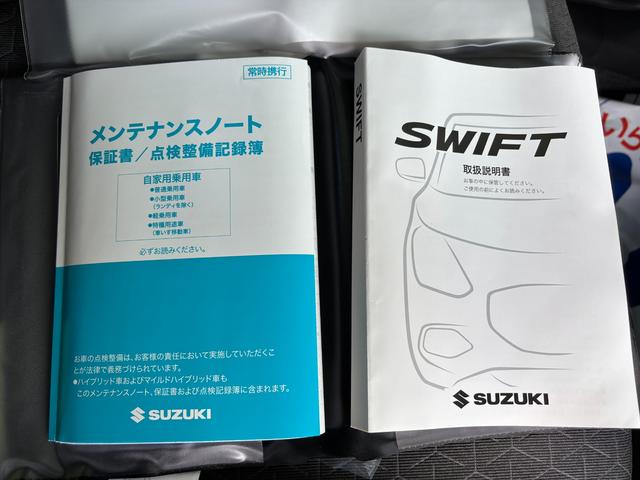 常時携行
メンテナンスノート
保証書/点検整備記録簿
自家用乗用車
●普通乗用車
●小型乗用車
(ランディを除く)
●軽乗用車
●特種用途車
(車いす移動車)
必ずお読みください。
お車の点検整備は、お客様の責任において実施していただくこ
とが法律で義務づけられています。
●ハイブリッド車およびマイルドハイブリッド車も
このメンテナンスノート、保証書および点検記録簿に含まれます。
SUZUKI
SWIFT
SWIFT
取扱説明書
お車の中に保管してください。
ご使用の前によくお読みください。
SUZUKI